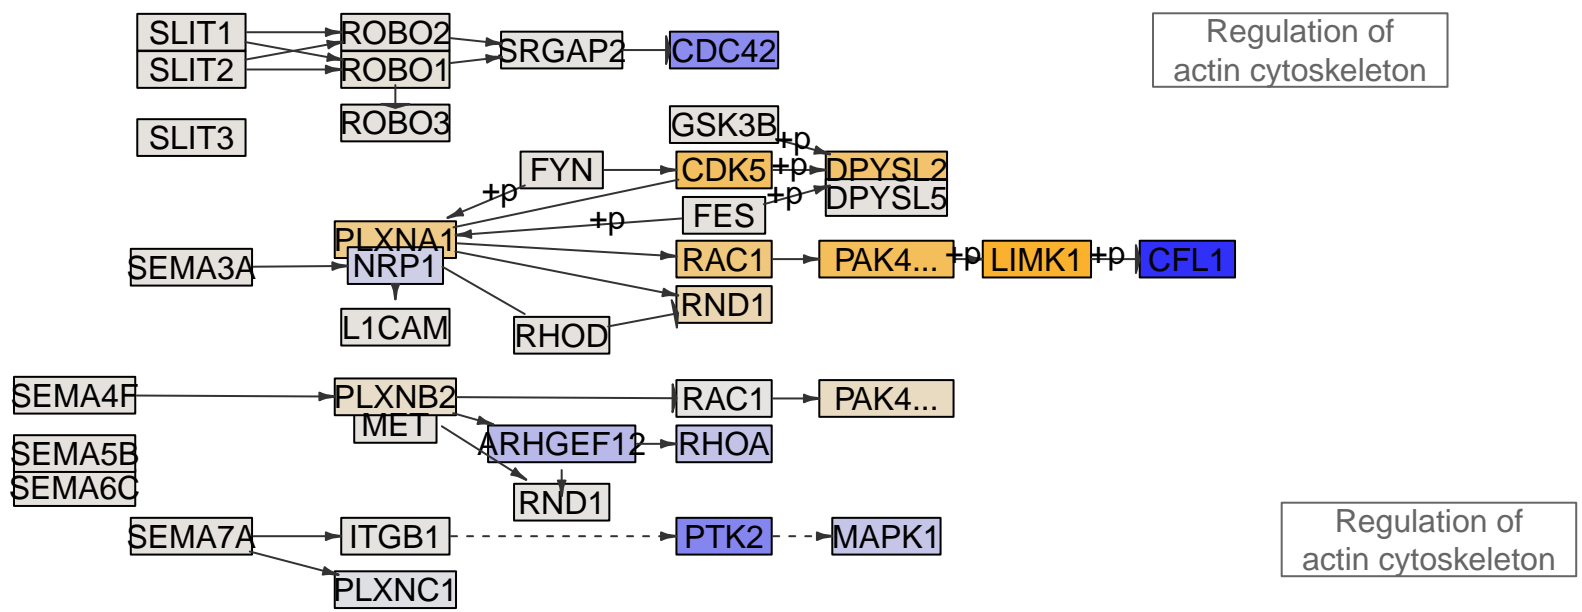 SLIT1
ROBO2
SRGAP2
CDC42
Regulation of
actin cytoskeleton
SLIT2
ROBO1
SLIT3
ROBO3
GSK3B
+p
FYN
CDK5
+p
DPYSL2
+p
FES
+p
DPYSL5
+p
PLXNA1
SEMA3A
NRP1
RAC1
PAK4...
+p
LIMK1
+p
CFL1
RND1
L1CAM
RHOD
SEMA4F
PLXNB2
RAC1
PAK4...
MET
ARHGEF12
RHOA
SEMA5B
SEMA6C
RND1
SEMA7A
ITGB1
PTK2
MAPK1
Regulation of
actin cytoskeleton
PLXNC1